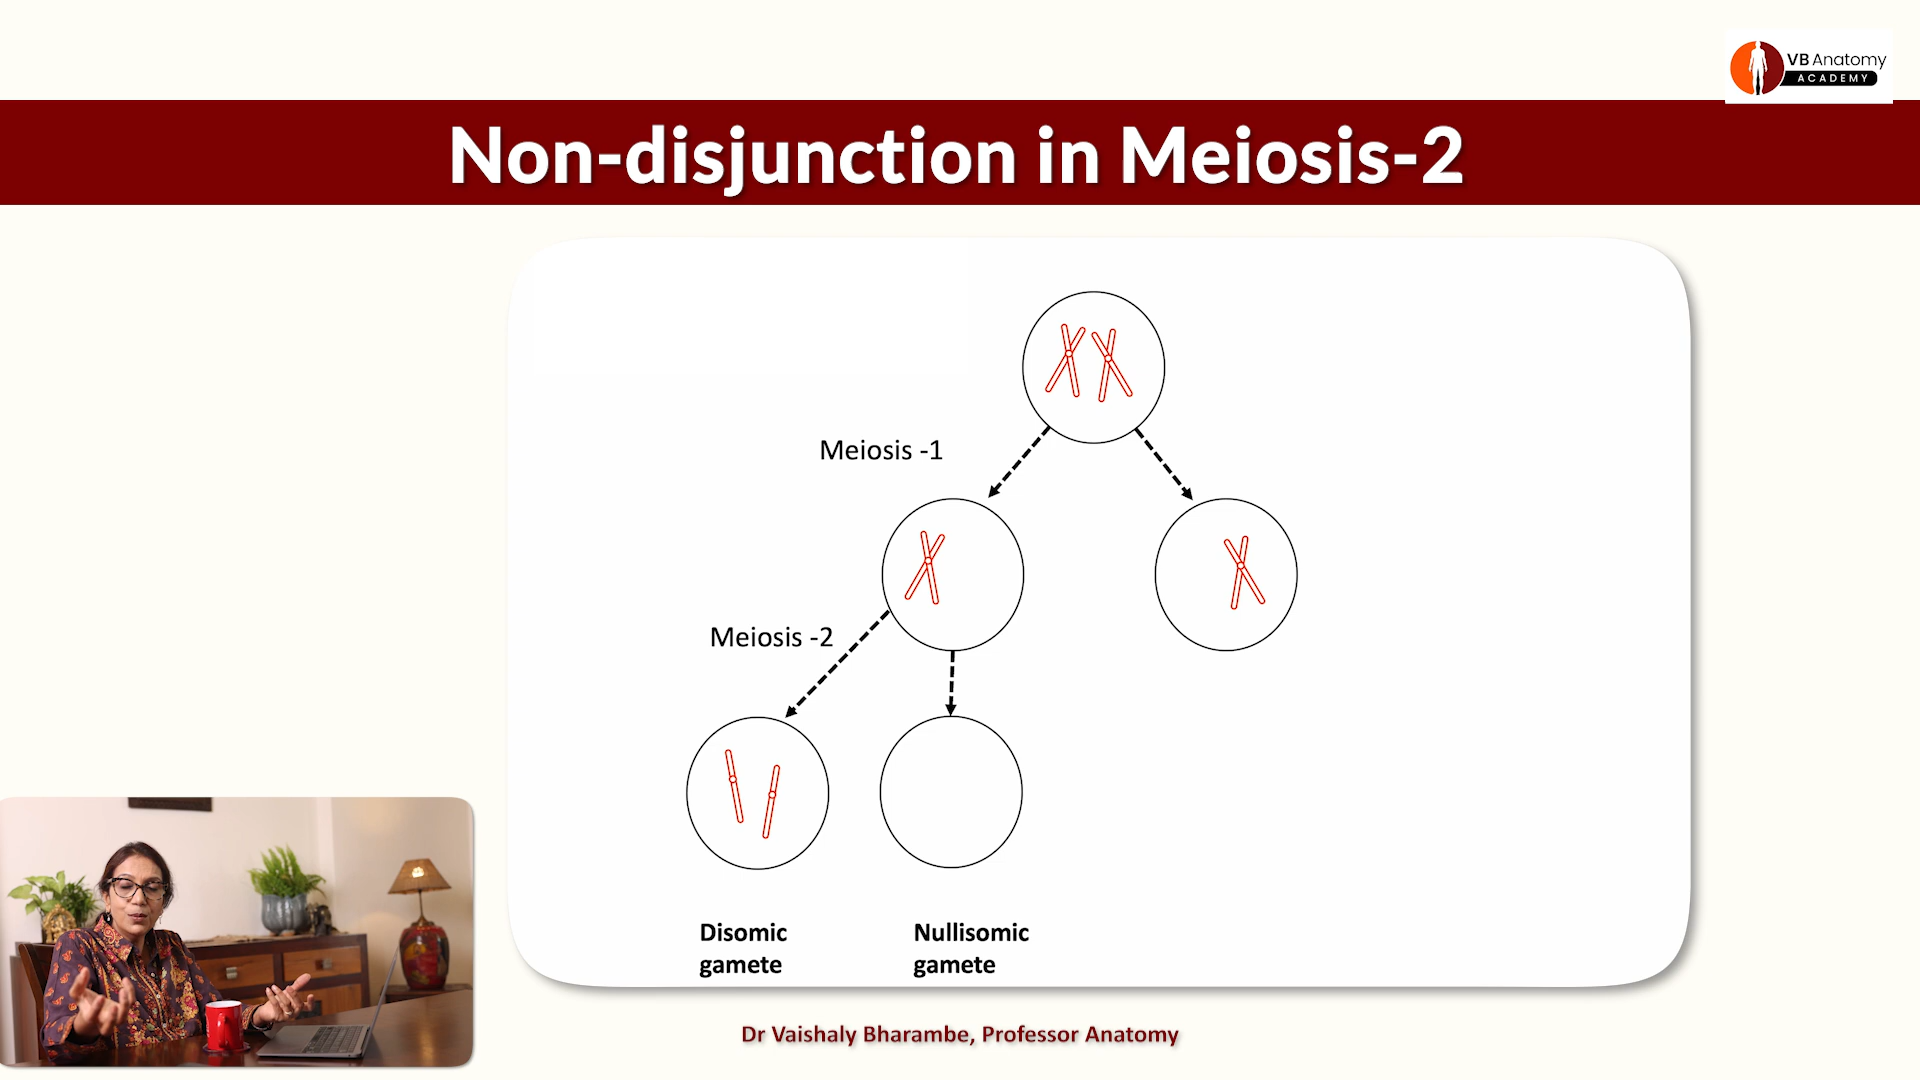 VB Anatomy
ACADEMY
Non-disjunction in Meiosis-2
Meiosis -1
Meiosis -2
Disomic
gamete
Nullisomic
gamete
Dr Vaishaly Bharambe, Professor Anatomy